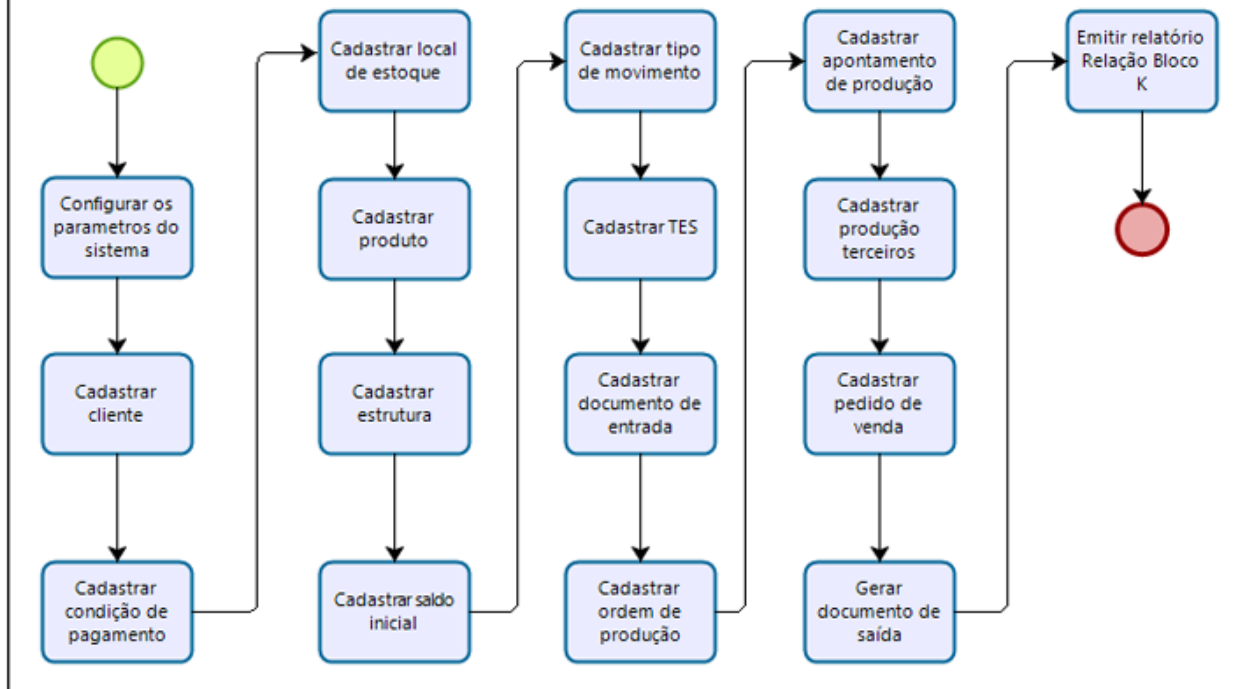 Configurar os
parametros do
sistema
Cadastrar
cliente
Cadastrar
condição de
pagamento
Cadastrar local
de estoque
Cadastrar
produto
Cadastrar
estrutura
Cadastrar saldo
inicial
Cadastrar tipo
de movimento
Cadastrar TES
Cadastrar
documento de
entrada
Cadastrar
ordem de
produção
Cadastrar
apontamento
de produção
Cadastrar
produção
terceiros
Cadastrar
pedido de
venda
Gerar
documento de
saída
Emitir relatório
Relação Bloco
K